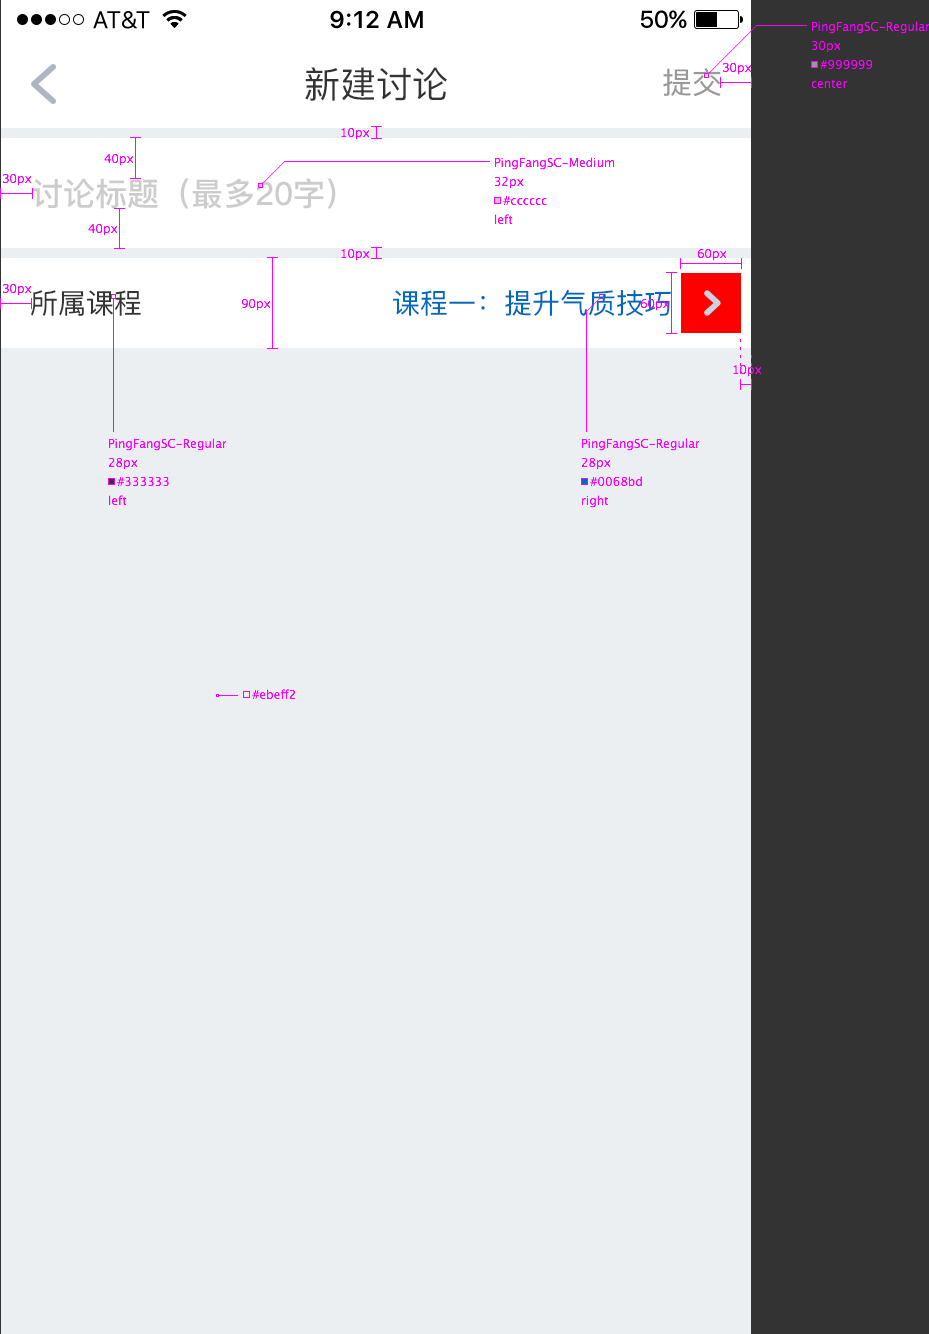 AT&T 9:12 AM 50%
新建讨论 提交
30px
PingFangSC-Regular
30px
#999999
center
10px
40px
30px
讨论标题（最多20字）
40px
PingFangSC-Medium
32px
#cccccc
left
10px
60px
30px
所属课程
90px
课程一：提升气质技巧
60px
10px
PingFangSC-Regular
28px
#333333
left
PingFangSC-Regular
28px
#0068bd
right
#ebeff2